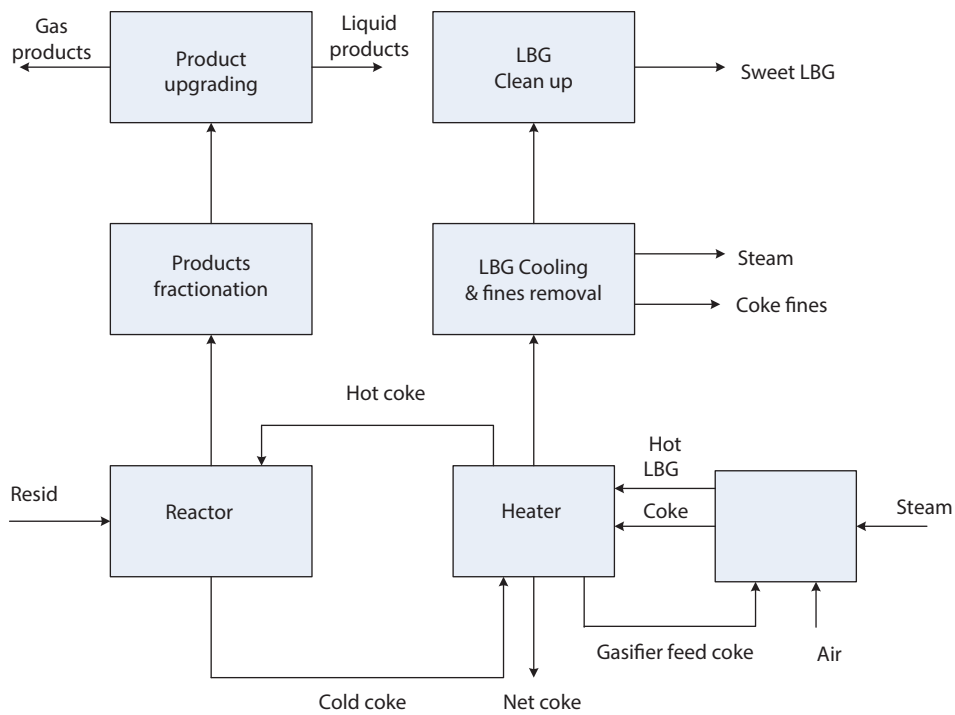 Gas
products
Product
upgrading
Liquid
products
LBG
Clean up
Sweet LBG
Products
fractionation
LBG Cooling
& fines removal
Steam
Coke fines
Hot coke
Resid
Reactor
Heater
Hot
LBG
Coke
Steam
Gasifier feed coke
Air
Cold coke
Net coke